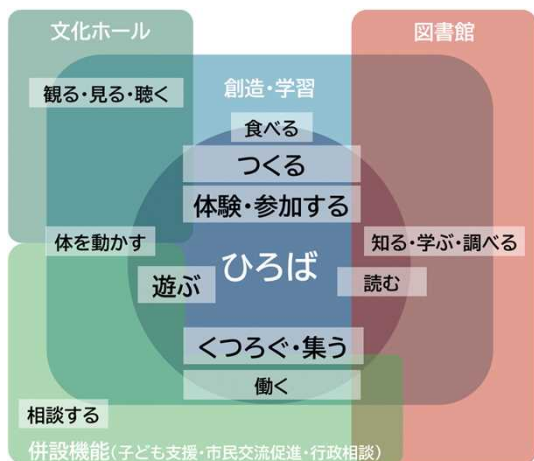 文化ホール
図書館
観る・見る・聴く
創造・学習
食べる
つくる
体験・参加する
体を動かす
知る・学ぶ・調べる
ひろば
遊ぶ
読む
くつろぐ・集う
働く
相談する
併設機能(子ども支援・市民交流促進・行政相談)